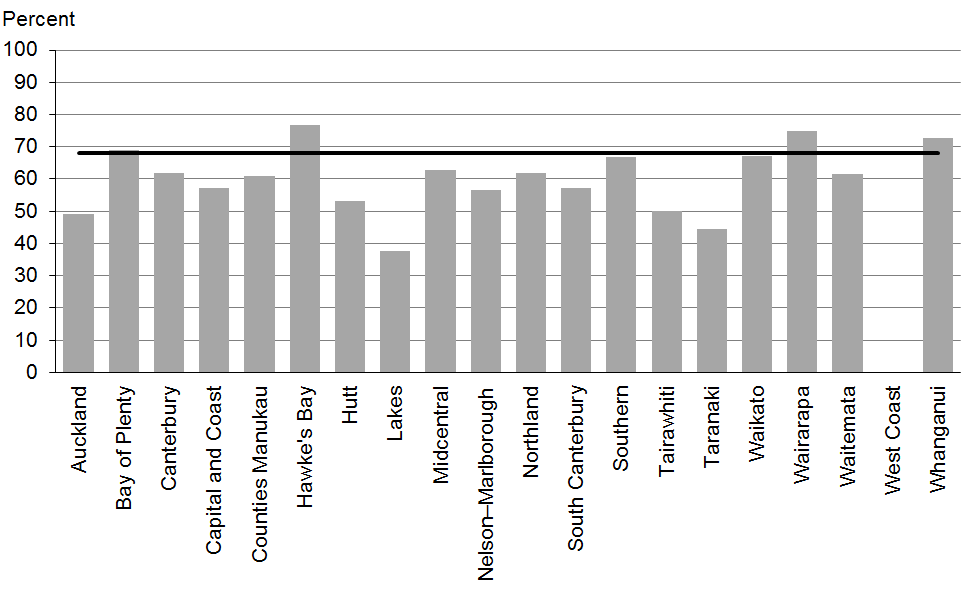 Percent
100
90
80
70
60
50
40
30
20
10
0
Auckland
Bay of Plenty
Canterbury
Capital and Coast
Counties Manukau
Hawke's Bay
Hutt
Lakes
Midcentral
Nelson–Marlborough
Northland
South Canterbury
Southern
Tairawhiti
Taranaki
Waikato
Wairarapa
Waitemata
West Coast
Whanganui